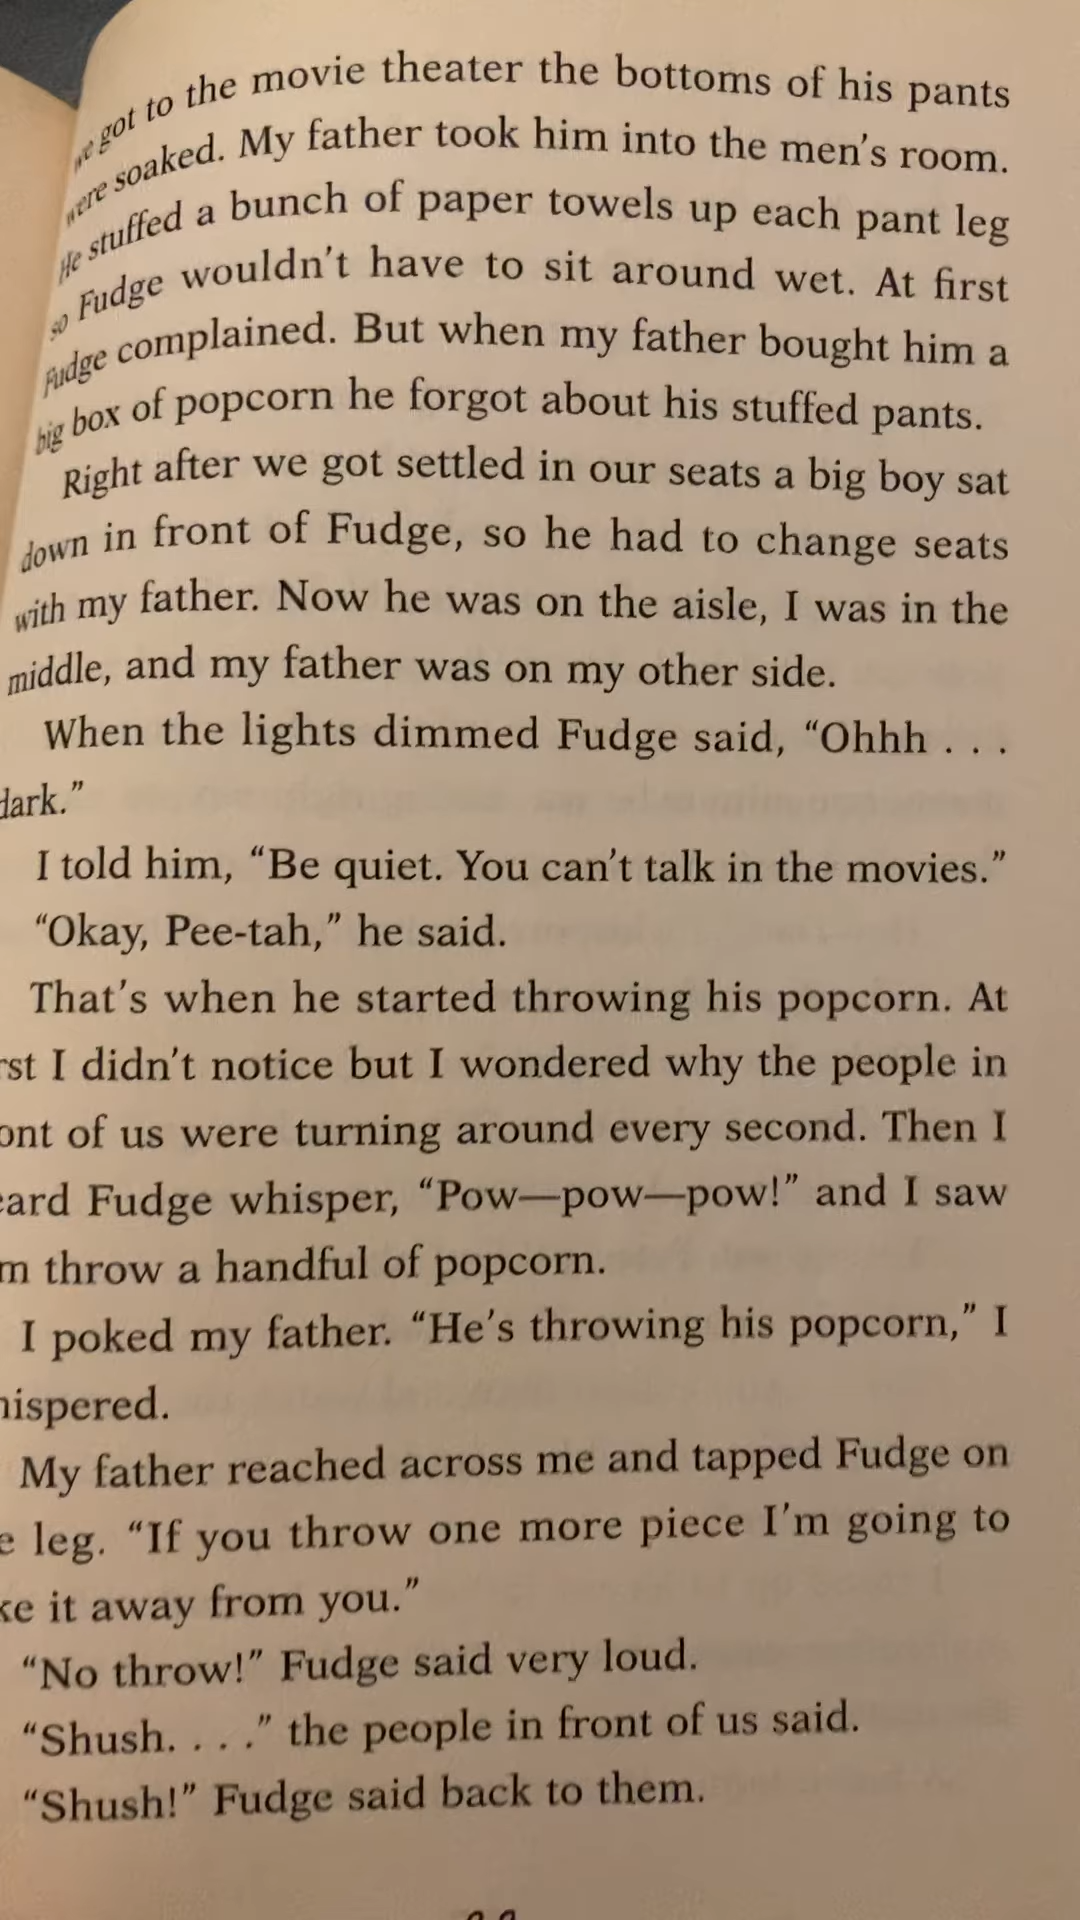 we got to the movie theater the bottoms of his pants
were soaked. My father took him into the men's room.
He stuffed a bunch of paper towels up each pant leg
so Fudge wouldn't have to sit around wet. At first
Fudge complained. But when my father bought him a
big box of popcorn he forgot about his stuffed pants.
Right after we got settled in our seats a big boy sat
down in front of Fudge, so he had to change seats
with my father. Now he was on the aisle, I was in the
middle, and my father was on my other side.
When the lights dimmed Fudge said, “Ohhh . . .
dark.”
I told him, “Be quiet. You can't talk in the movies.”
“Okay, Pee-tah,” he said.
That's when he started throwing his popcorn. At
rst I didn't notice but I wondered why the people in
ont of us were turning around every second. Then I
eard Fudge whisper, “Pow—pow—pow!” and I saw
m throw a handful of popcorn.
I poked my father. “He's throwing his popcorn,” I
hispered.
My father reached across me and tapped Fudge on
e leg. “If you throw one more piece I'm going to
ke it away from you.”
“No throw!” Fudge said very loud.
“Shush. . . .” the people in front of us said.
“Shush!” Fudge said back to them.